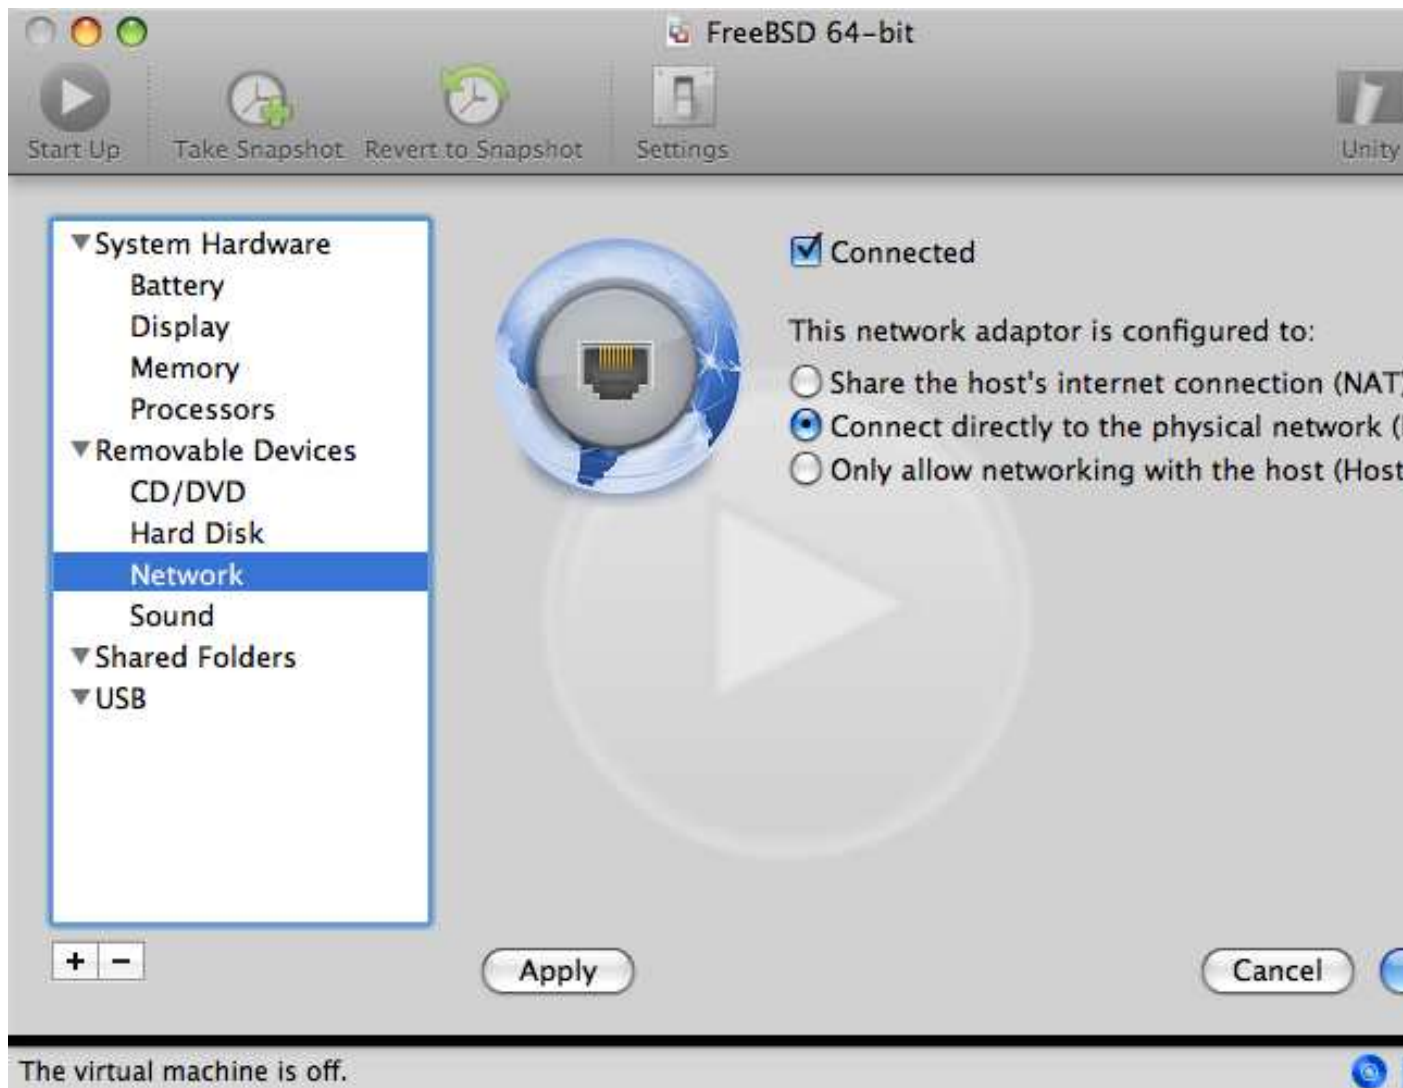 FreeBSD 64-bit
Start Up Take Snapshot Revert to Snapshot Settings Unity
System Hardware
Battery
Display
Memory
Processors
Removable Devices
CD/DVD
Hard Disk
Network
Sound
Shared Folders
USB
Connected
This network adaptor is configured to:
Share the host's internet connection (NAT)
Connect directly to the physical network (
Only allow networking with the host (Host
+ −
Apply
Cancel
The virtual machine is off.